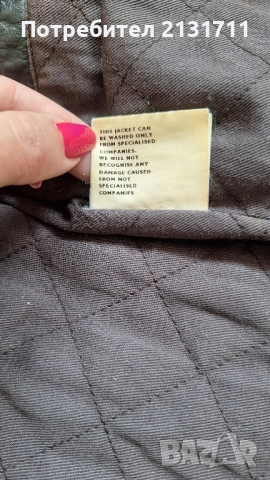 Потребител 2131711
THIS JACKET CAN
BE WASHED ONLY
FROM SPECIALISED
COMPANIES.
WE WILL NOT
RECOGNISE ANY
DAMAGE CAUSED
FROM NOT
SPECIALISED
COMPANIES
BAZAR